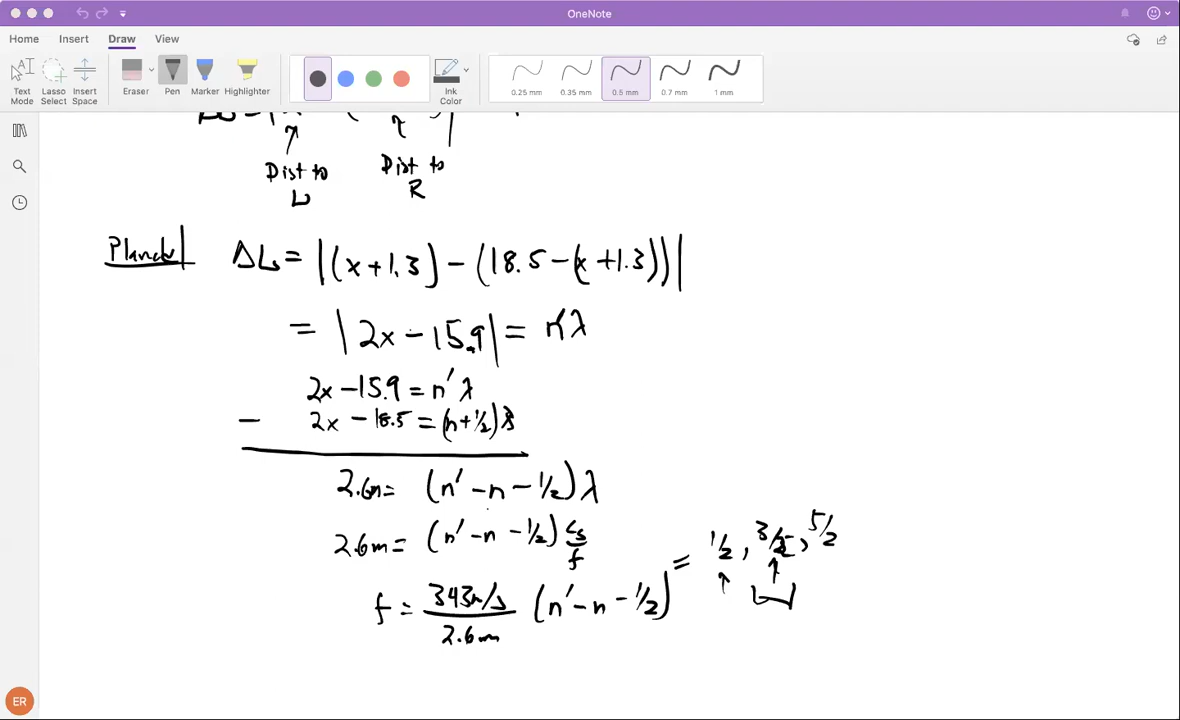 OneNote
Home Insert Draw View
Text Mode Lasso Select Insert Space Eraser Pen Marker Highlighter Ink Color 0.25 mm 0.35 mm 0.5 mm 0.7 mm 1 mm
Dist to L Dist to R
ΔL = |(x+1.3) - (18.5 - (x+1.3))|
= |2x - 15.9| = n'λ
2x - 15.9 = n'λ
- 2x - 18.5 = (n+1/2)λ
2.6m = (n' - n - 1/2) λ
2.6m = (n' - n - 1/2) Cs/f
f = 343m/s / 2.6m (n' - n - 1/2) = 1/2, 3/2, 5/2
ER